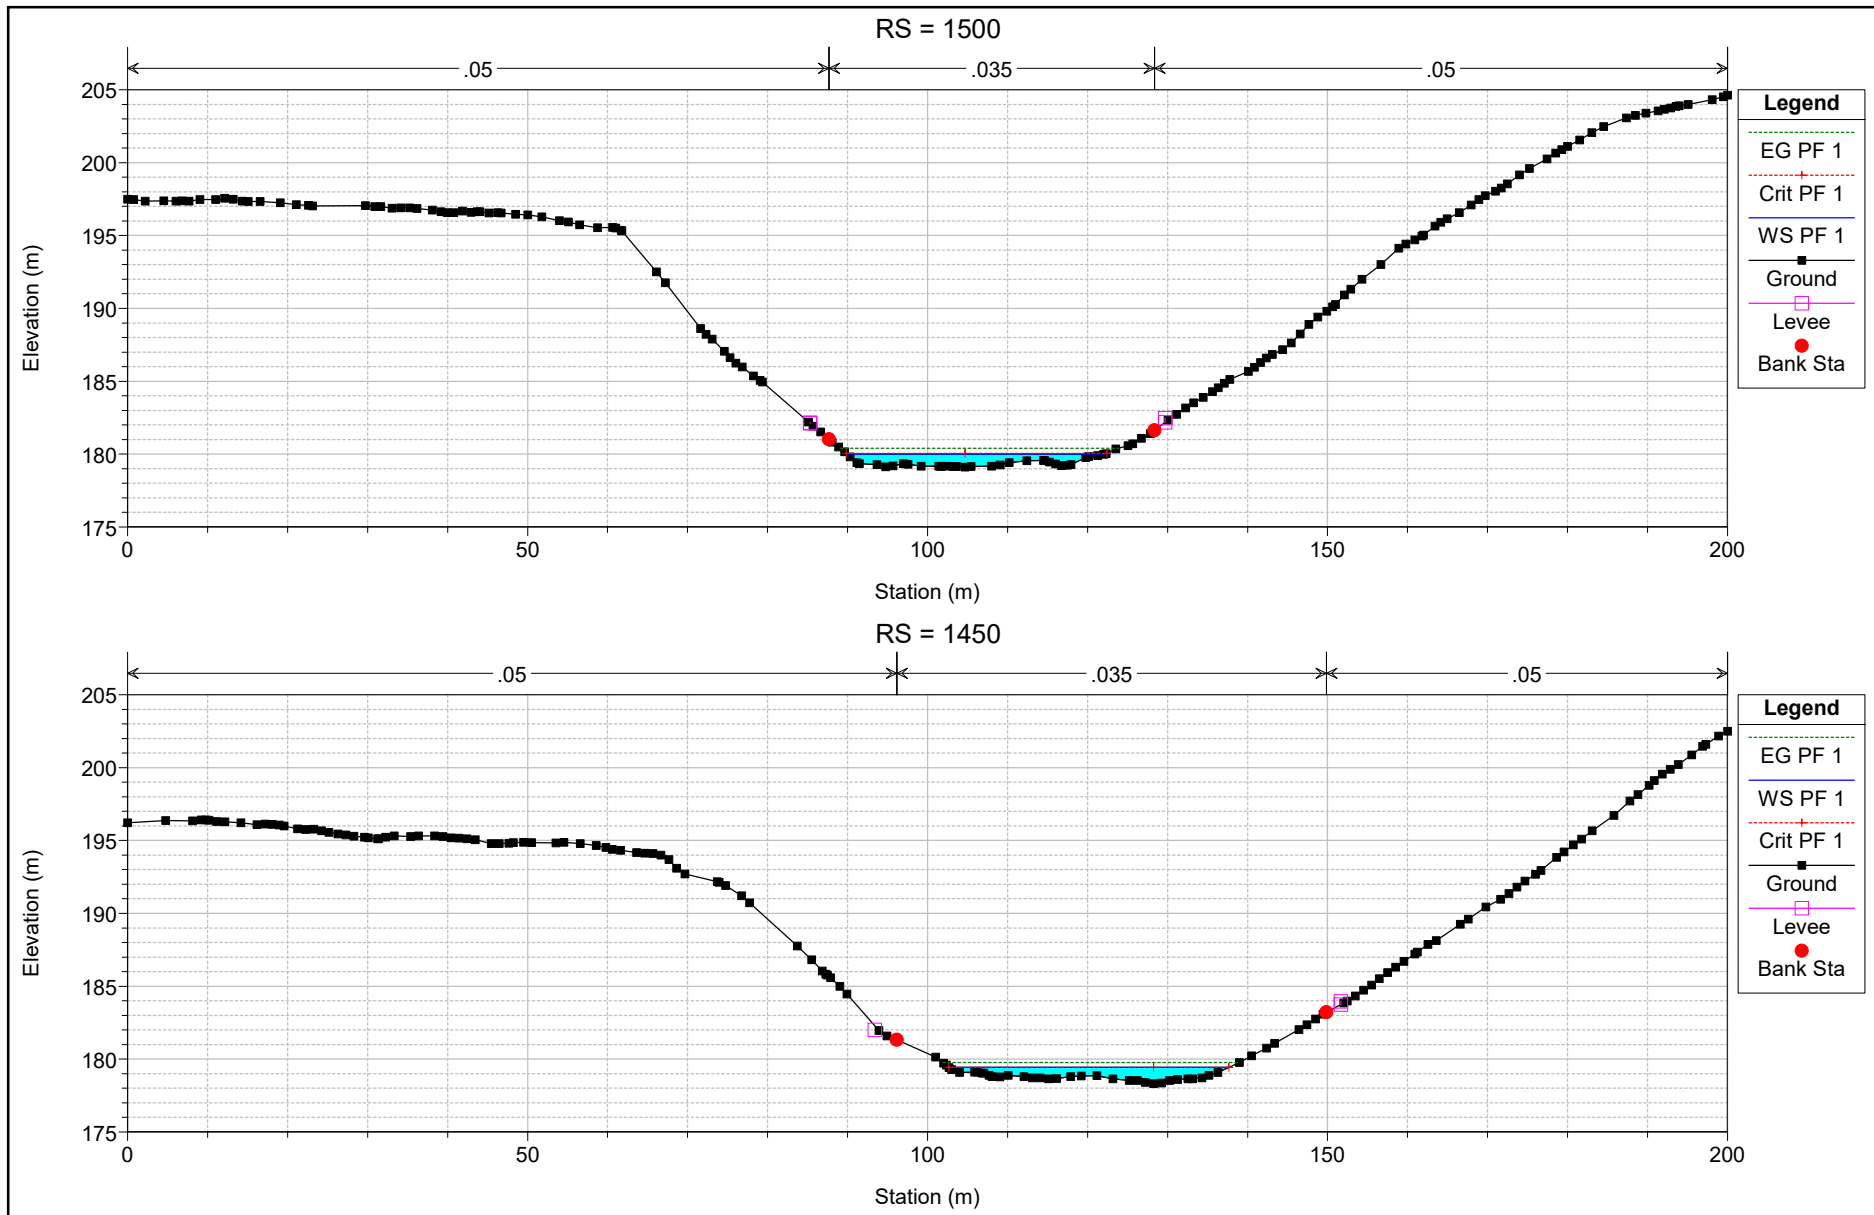 RS = 1500
.05 .035 .05
205
200
195
190
185
180
175
Elevation (m)
0 50 100 150 200
Station (m)
Legend
EG PF 1
Crit PF 1
WS PF 1
Ground
Levee
Bank Sta
RS = 1450
.05 .035 .05
205
200
195
190
185
180
175
Elevation (m)
0 50 100 150 200
Station (m)
Legend
EG PF 1
WS PF 1
Crit PF 1
Ground
Levee
Bank Sta